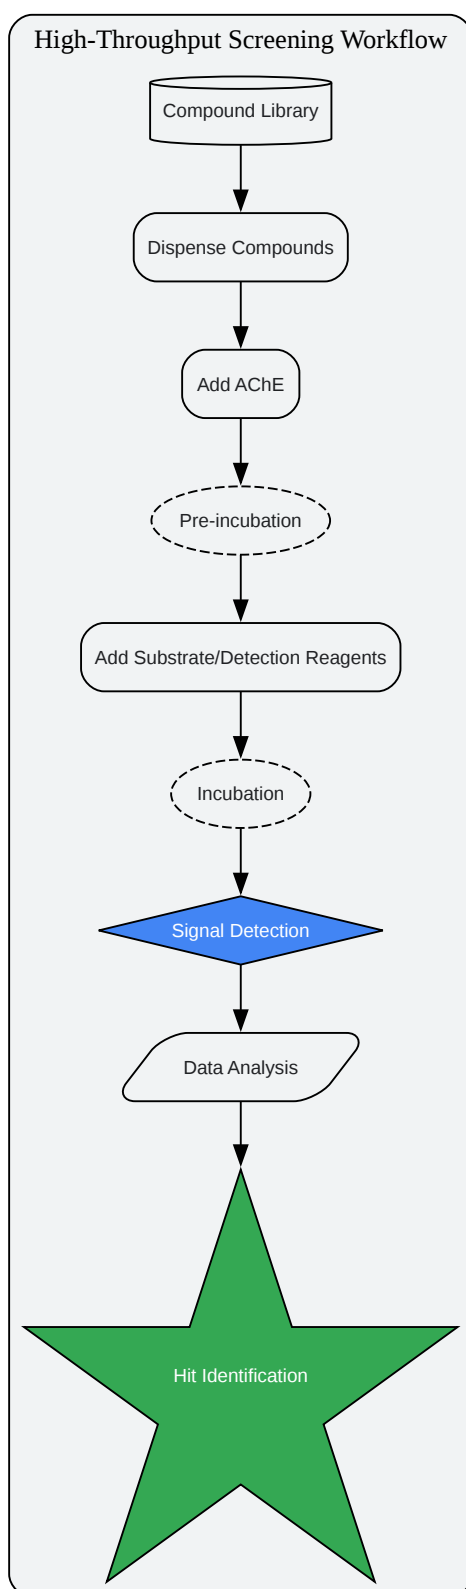 High-Throughput Screening Workflow
Compound Library
Dispense Compounds
Add AChE
Pre-incubation
Add Substrate/Detection Reagents
Incubation
Signal Detection
Data Analysis
Hit Identification